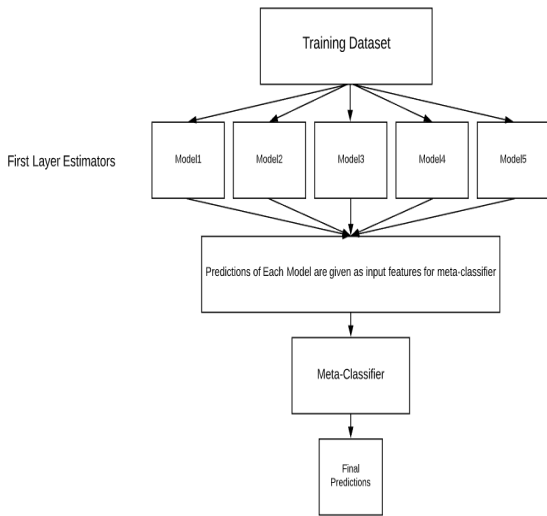 Training Dataset
First Layer Estimators
Model1
Model2
Model3
Model4
Model5
Predictions of Each Model are given as input features for meta-classifier
Meta-Classifier
Final
Predictions